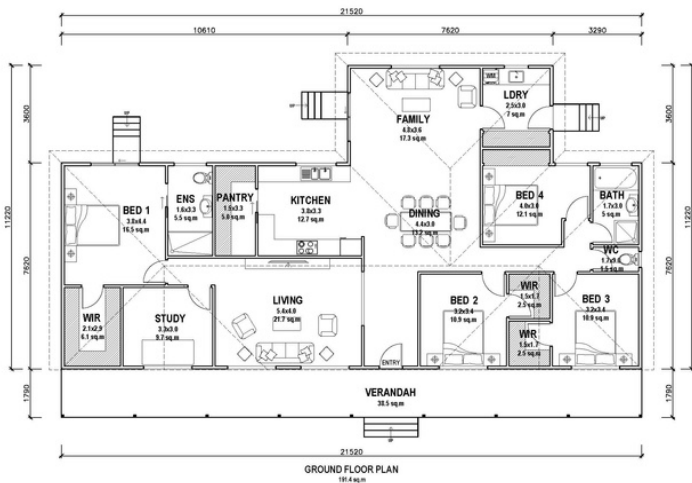 21520
10610
7620
3290
11220
3600
7620
1790
3600
11220
7620
1790
UP
UP
LDRY
2.5x3.0
7 sq.m
FAMILY
4.8x3.6
17.3 sq.m
BED 1
3.8x4.4
16.5 sq.m
ENS
1.6x3.3
5.5 sq.m
PANTRY
1.5x3.3
5.0 sq.m
KITCHEN
3.8x3.3
12.7 sq.m
DINING
4.4x3.0
13.2 sq.m
BED 4
4.0x3.0
12.1 sq.m
BATH
1.7x3.0
5 sq.m
WC
1.7x0.9
1.5 sq.m
WIR
2.1x2.9
6.1 sq.m
STUDY
3.2x3.0
9.7 sq.m
LIVING
5.4x4.0
21.7 sq.m
BED 2
3.2x3.4
10.9 sq.m
WIR
1.5x1.7
2.5 sq.m
WIR
1.5x1.7
2.5 sq.m
BED 3
3.2x3.4
10.9 sq.m
ENTRY
VERANDAH
38.5 sq.m
UP
21520
GROUND FLOOR PLAN
191.4 sq.m